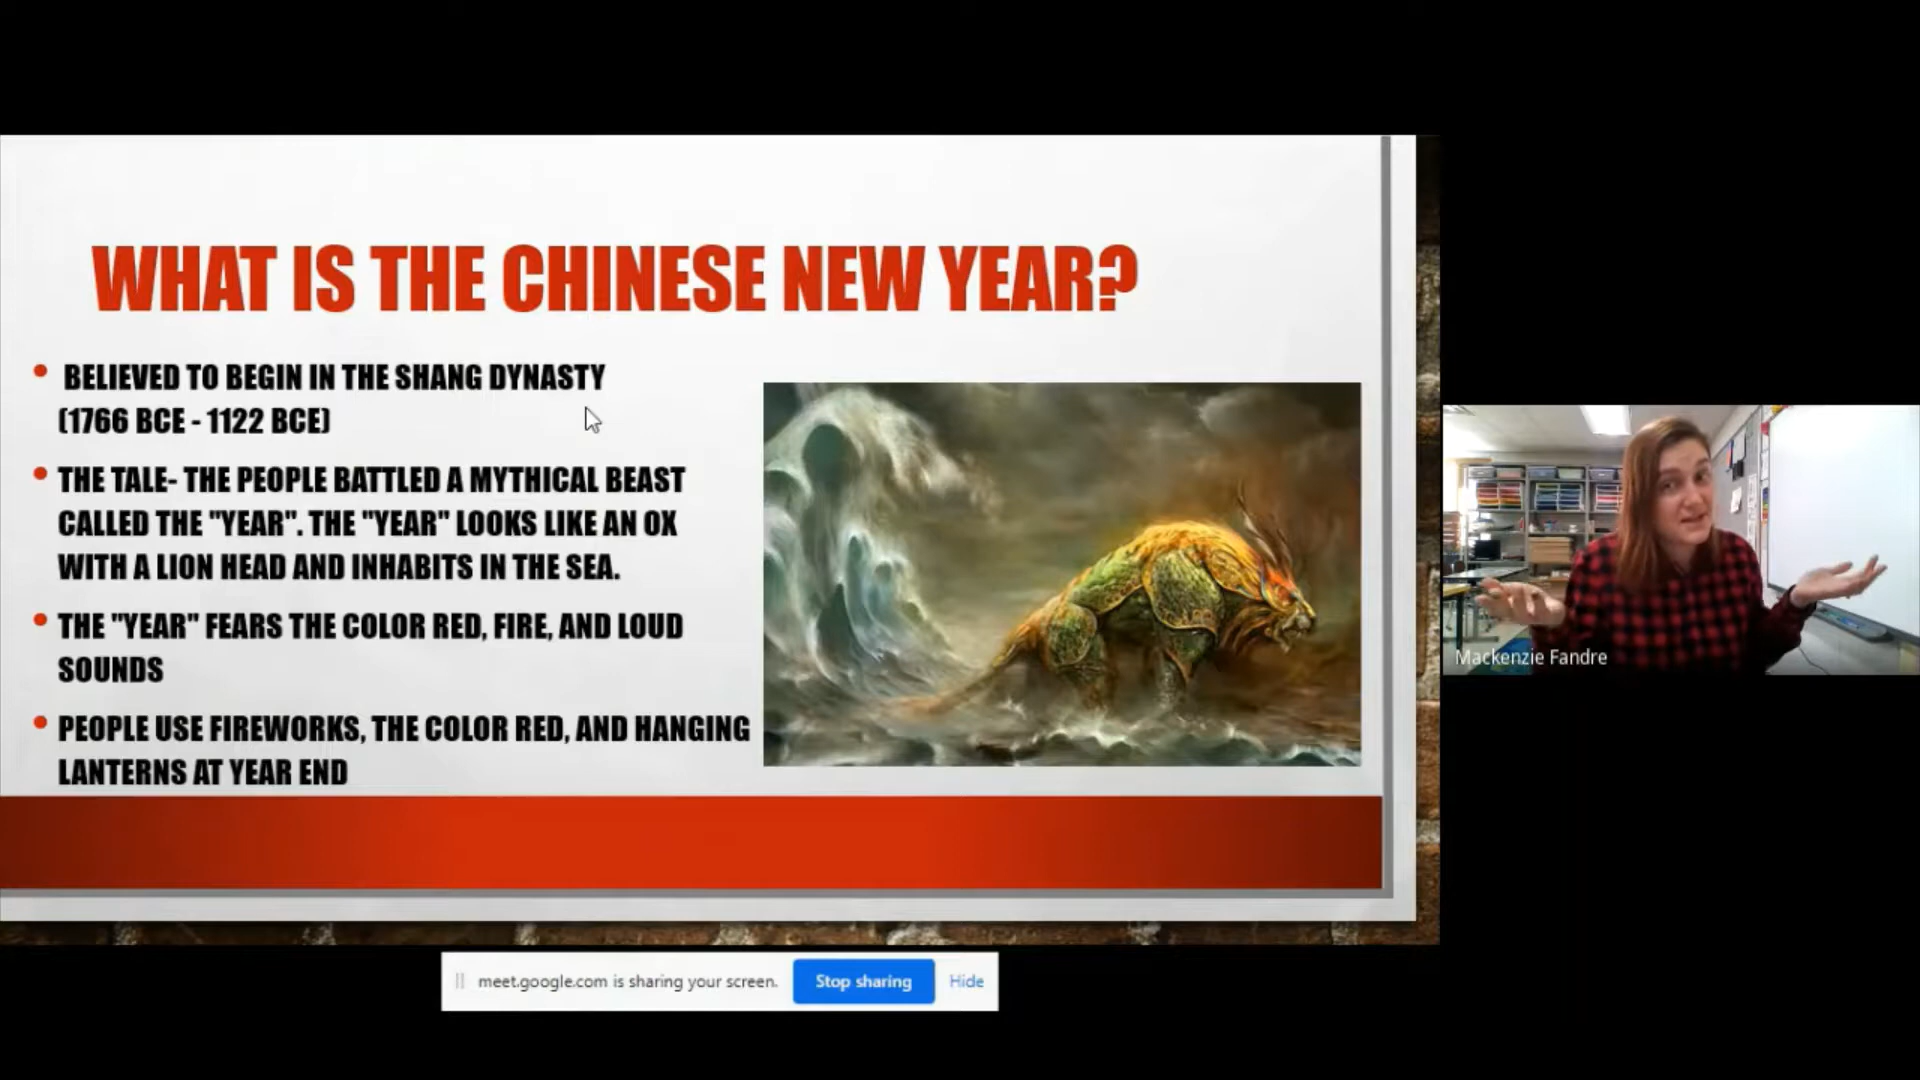 WHAT IS THE CHINESE NEW YEAR?
• BELIEVED TO BEGIN IN THE SHANG DYNASTY
(1766 BCE - 1122 BCE)
• THE TALE- THE PEOPLE BATTLED A MYTHICAL BEAST
CALLED THE "YEAR". THE "YEAR" LOOKS LIKE AN OX
WITH A LION HEAD AND INHABITS IN THE SEA.
• THE "YEAR" FEARS THE COLOR RED, FIRE, AND LOUD
SOUNDS
• PEOPLE USE FIREWORKS, THE COLOR RED, AND HANGING
LANTERNS AT YEAR END
Mackenzie Fandre
meet.google.com is sharing your screen. Stop sharing Hide